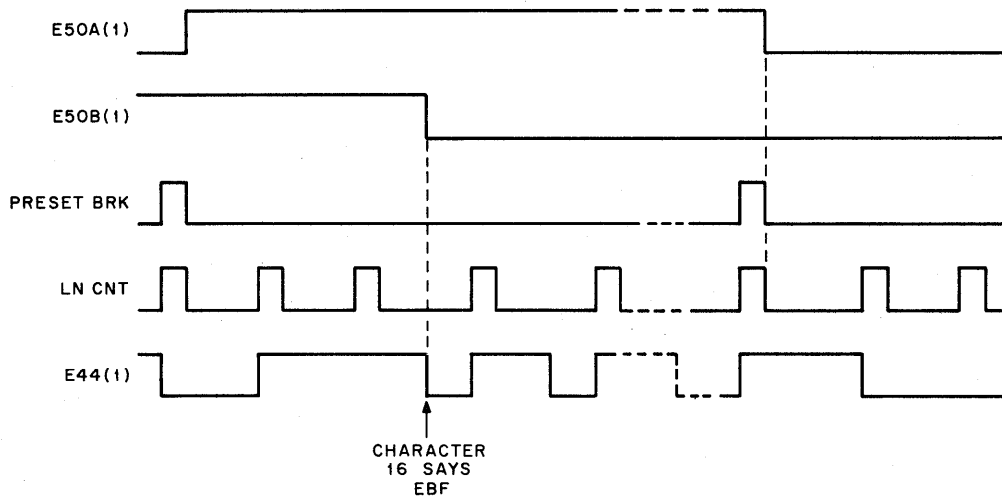 E50A(1)
E50B(1)
PRESET BRK
LN CNT
E44(1)
CHARACTER
16 SAYS
EBF